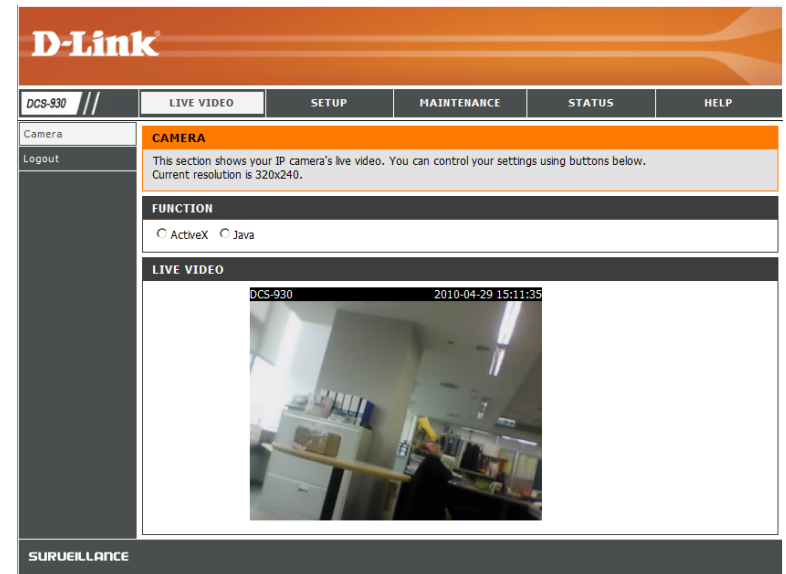 D-Link
DCS-930
LIVE VIDEO
SETUP
MAINTENANCE
STATUS
HELP
Camera
Logout
CAMERA
This section shows your IP camera's live video. You can control your settings using buttons below.
Current resolution is 320x240.
FUNCTION
ActiveX
Java
LIVE VIDEO
DCS-930 2010-04-29 15:11:35
SURVEILLANCE